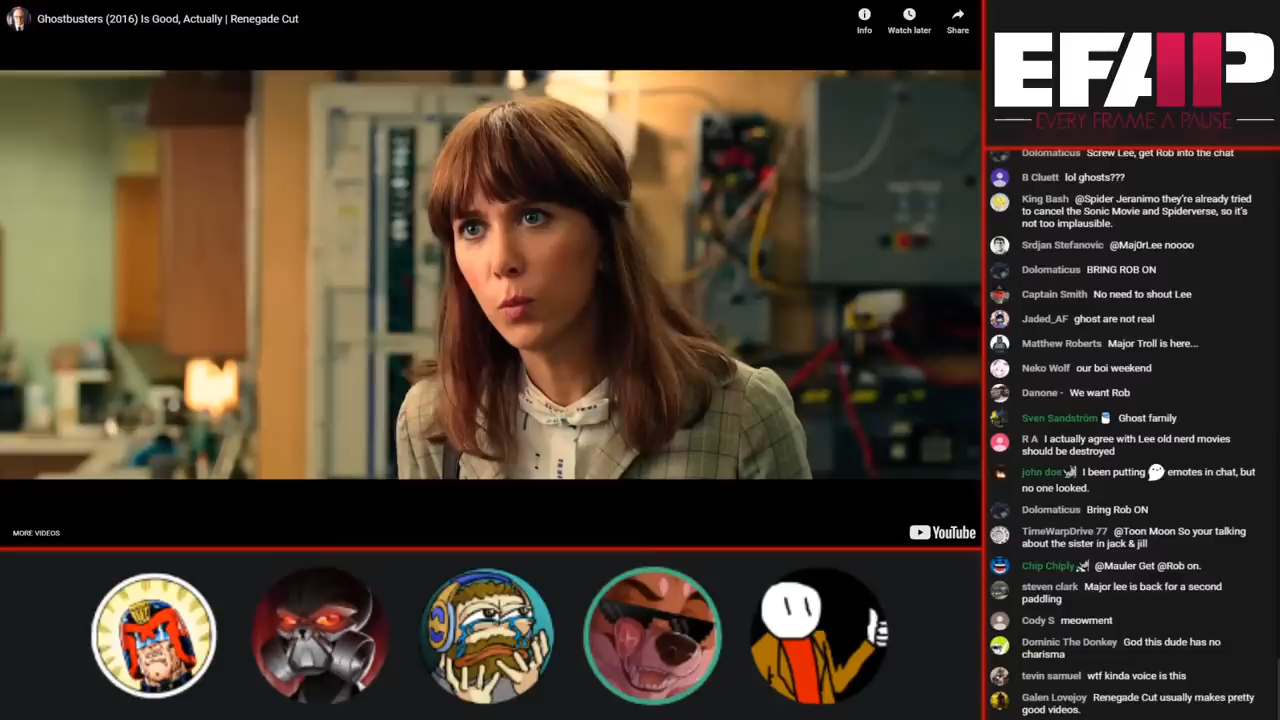 Ghostbusters (2016) Is Good, Actually | Renegade Cut
Info
Watch later
Share
MORE VIDEOS
YouTube
EFAP
EVERY FRAME A PAUSE
Dolomaticus Screw Lee, get Rob into the chat
B Cluett lol ghosts???
King Bash @Spider Jeranimo they're already tried
to cancel the Sonic Movie and Spiderverse, so it's
not too implausible.
Srdjan Stefanovic @Maj0rLee noooo
Dolomaticus BRING ROB ON
Captain Smith No need to shout Lee
Jaded_AF ghost are not real
Matthew Roberts Major Troll is here...
Neko Wolf our boi weekend
Danone - We want Rob
Sven Sandström Ghost family
R A I actually agree with Lee old nerd movies
should be destroyed
john doe I been putting emotes in chat, but
no one looked.
Dolomaticus Bring Rob ON
TimeWarpDrive 77 @Toon Moon So your talking
about the sister in jack & jill
Chip Chiply @Mauler Get @Rob on.
steven clark Major lee is back for a second
paddling
Cody S meowment
Dominic The Donkey God this dude has no
charisma
tevin samuel wtf kinda voice is this
Galen Lovejoy Renegade Cut usually makes pretty
good videos.